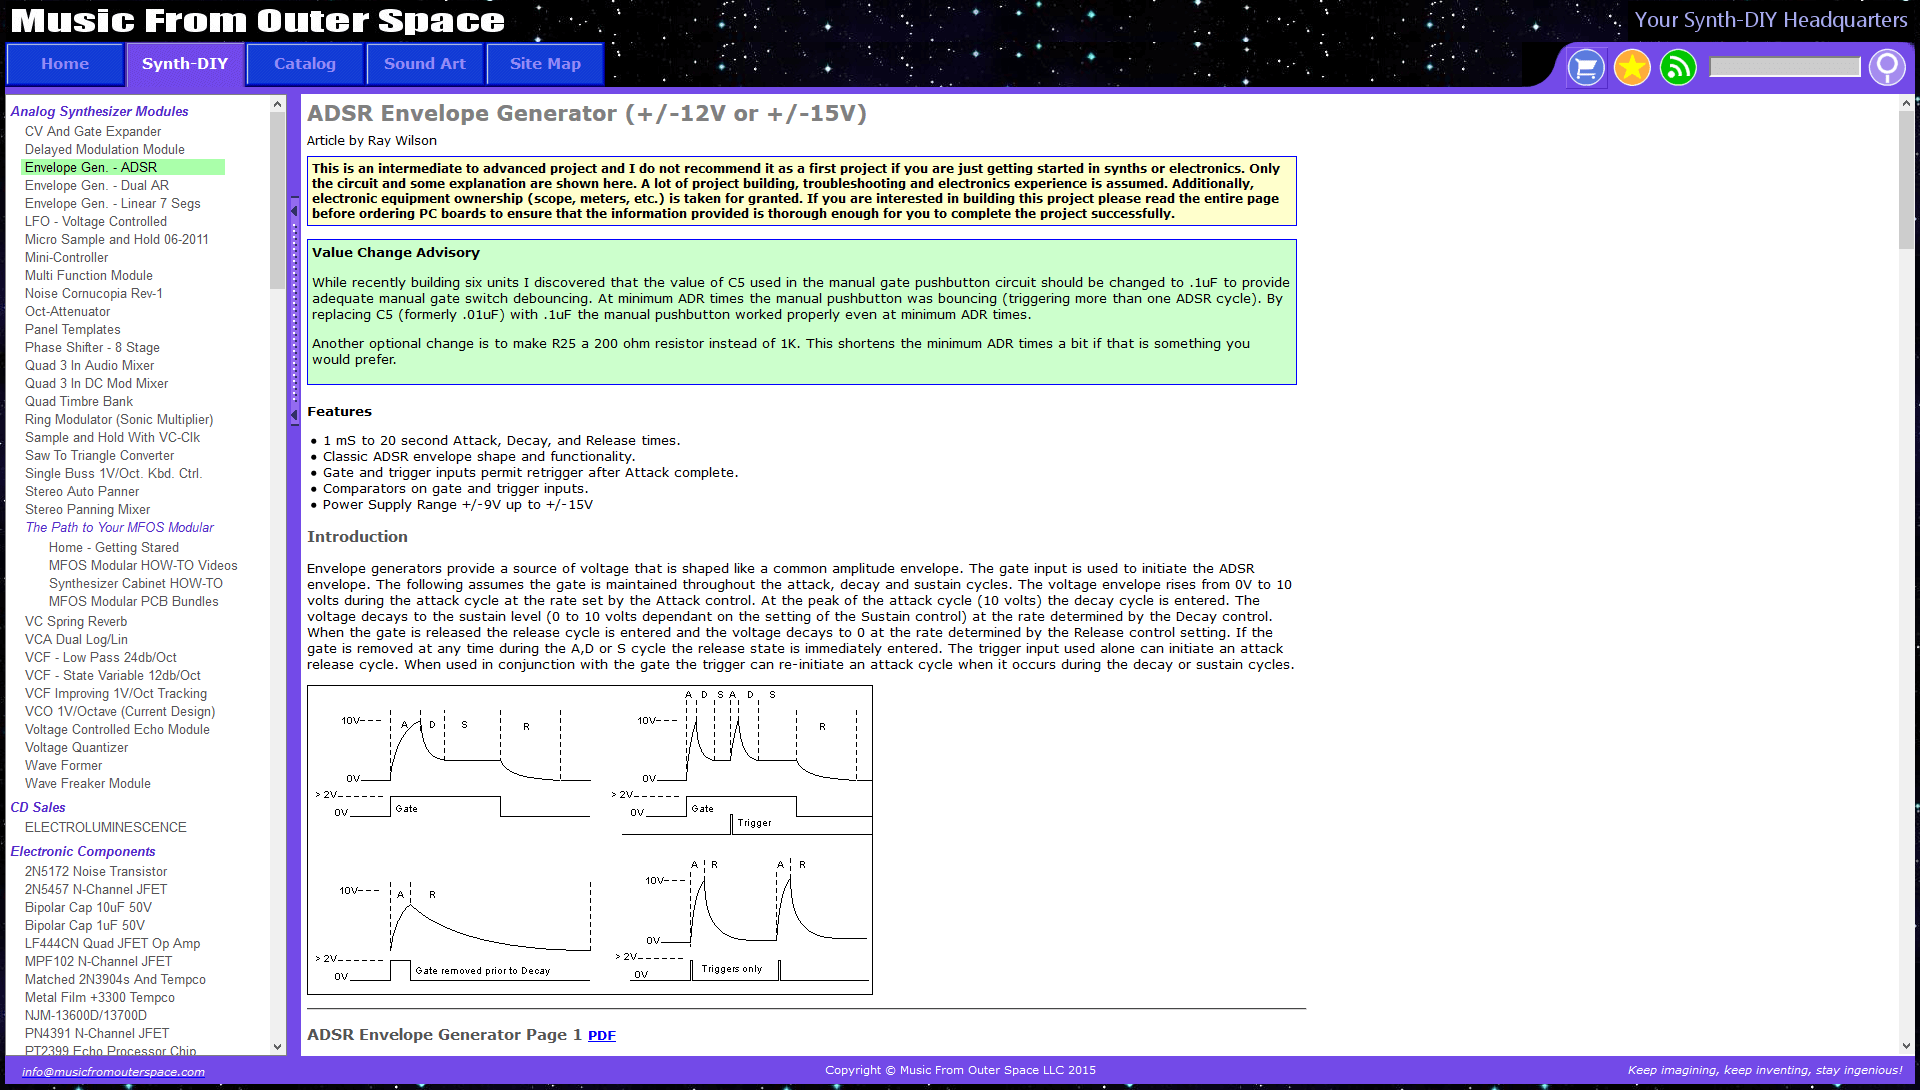 Music From Outer Space
Your Synth-DIY Headquarters
Home
Synth-DIY
Catalog
Sound Art
Site Map
Analog Synthesizer Modules
CV And Gate Expander
Delayed Modulation Module
Envelope Gen. - ADSR
Envelope Gen. - Dual AR
Envelope Gen. - Linear 7 Segs
LFO - Voltage Controlled
Micro Sample and Hold 06-2011
Mini-Controller
Multi Function Module
Noise Cornucopia Rev-1
Oct-Attenuator
Panel Templates
Phase Shifter - 8 Stage
Quad 3 In Audio Mixer
Quad 3 In DC Mod Mixer
Quad Timbre Bank
Ring Modulator (Sonic Multiplier)
Sample and Hold With VC-Clk
Saw To Triangle Converter
Single Buss 1V/Oct. Kbd. Ctrl.
Stereo Auto Panner
Stereo Panning Mixer
The Path to Your MFOS Modular
Home - Getting Stared
MFOS Modular HOW-TO Videos
Synthesizer Cabinet HOW-TO
MFOS Modular PCB Bundles
VC Spring Reverb
VCA Dual Log/Lin
VCF - Low Pass 24db/Oct
VCF - State Variable 12db/Oct
VCF Improving 1V/Oct Tracking
VCO 1V/Octave (Current Design)
Voltage Controlled Echo Module
Voltage Quantizer
Wave Former
Wave Freaker Module
CD Sales
ELECTROLUMINESCENCE
Electronic Components
2N5172 Noise Transistor
2N5457 N-Channel JFET
Bipolar Cap 10uF 50V
Bipolar Cap 1uF 50V
LF444CN Quad JFET Op Amp
MPF102 N-Channel JFET
Matched 2N3904s And Tempco
Metal Film +3300 Tempco
NJM-13600D/13700D
PN4391 N-Channel JFET
PT2399 Echo Processor Chip
ADSR Envelope Generator (+/-12V or +/-15V)
Article by Ray Wilson
This is an intermediate to advanced project and I do not recommend it as a first project if you are just getting started in synths or electronics. Only
the circuit and some explanation are shown here. A lot of project building, troubleshooting and electronics experience is assumed. Additionally,
electronic equipment ownership (scope, meters, etc.) is taken for granted. If you are interested in building this project please read the entire page
before ordering PC boards to ensure that the information provided is thorough enough for you to complete the project successfully.
Value Change Advisory
While recently building six units I discovered that the value of C5 used in the manual gate pushbutton circuit should be changed to .1uF to provide
adequate manual gate switch debouncing. At minimum ADR times the manual pushbutton was bouncing (triggering more than one ADSR cycle). By
replacing C5 (formerly .01uF) with .1uF the manual pushbutton worked properly even at minimum ADR times.
Another optional change is to make R25 a 200 ohm resistor instead of 1K. This shortens the minimum ADR times a bit if that is something you
would prefer.
Features
• 1 mS to 20 second Attack, Decay, and Release times.
• Classic ADSR envelope shape and functionality.
• Gate and trigger inputs permit retrigger after Attack complete.
• Comparators on gate and trigger inputs.
• Power Supply Range +/-9V up to +/-15V
Introduction
Envelope generators provide a source of voltage that is shaped like a common amplitude envelope. The gate input is used to initiate the ADSR
envelope. The following assumes the gate is maintained throughout the attack, decay and sustain cycles. The voltage envelope rises from 0V to 10
volts during the attack cycle at the rate set by the Attack control. At the peak of the attack cycle (10 volts) the decay cycle is entered. The
voltage decays to the sustain level (0 to 10 volts dependant on the setting of the Sustain control) at the rate determined by the Decay control.
When the gate is released the release cycle is entered and the voltage decays to 0 at the rate determined by the Release control setting. If the
gate is removed at any time during the A,D or S cycle the release state is immediately entered. The trigger input used alone can initiate an attack
release cycle. When used in conjunction with the gate the trigger can re-initiate an attack cycle when it occurs during the decay or sustain cycles.
10V
A D S R
0V
> 2V
0V
Gate
A D S A D S
10V
R
0V
> 2V
0V
Gate
Trigger
10V
A R
> 2V
0V
Gate removed prior to Decay
A R A R
10V
0V
> 2V
0V
Triggers only
ADSR Envelope Generator Page 1 PDF
info@musicfromouterspace.com
Copyright © Music From Outer Space LLC 2015
Keep imagining, keep inventing, stay ingenious!